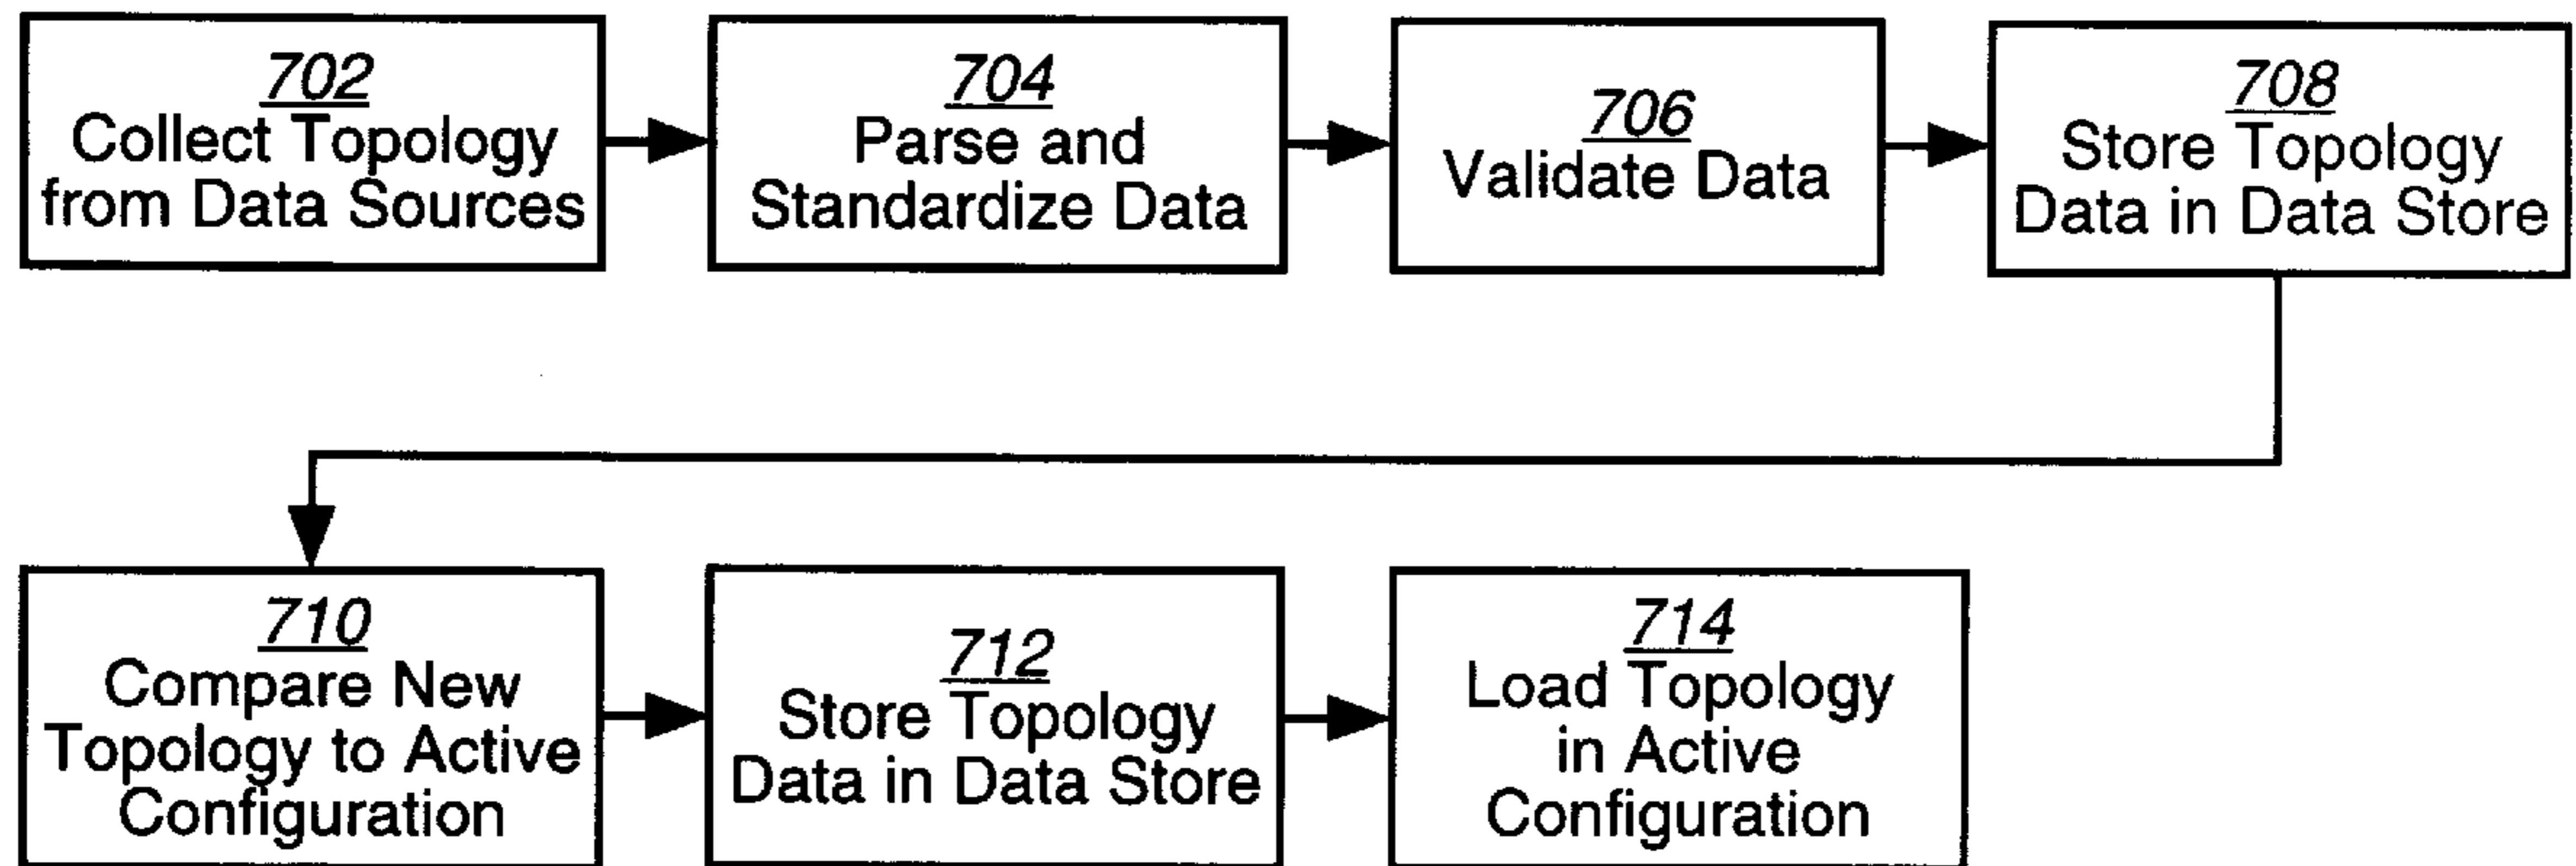 702
Collect Topology
from Data Sources
704
Parse and
Standardize Data
706
Validate Data
708
Store Topology
Data in Data Store
710
Compare New
Topology to Active
Configuration
712
Store Topology
Data in Data Store
714
Load Topology
in Active
Configuration